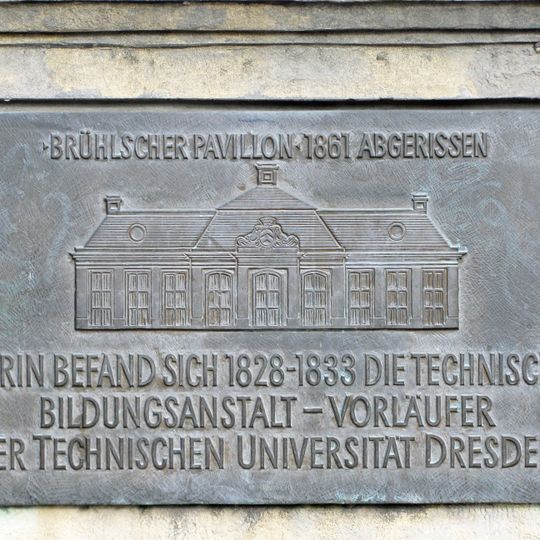 ·BRÜHLSCHER PAVILLON· 1861 ABGERISSEN
RIN BEFAND SICH 1828-1833 DIE TECHNISC
BILDUNGSANSTALT – VORLÄUFER
ER TECHNISCHEN UNIVERSITÄT DRESDE